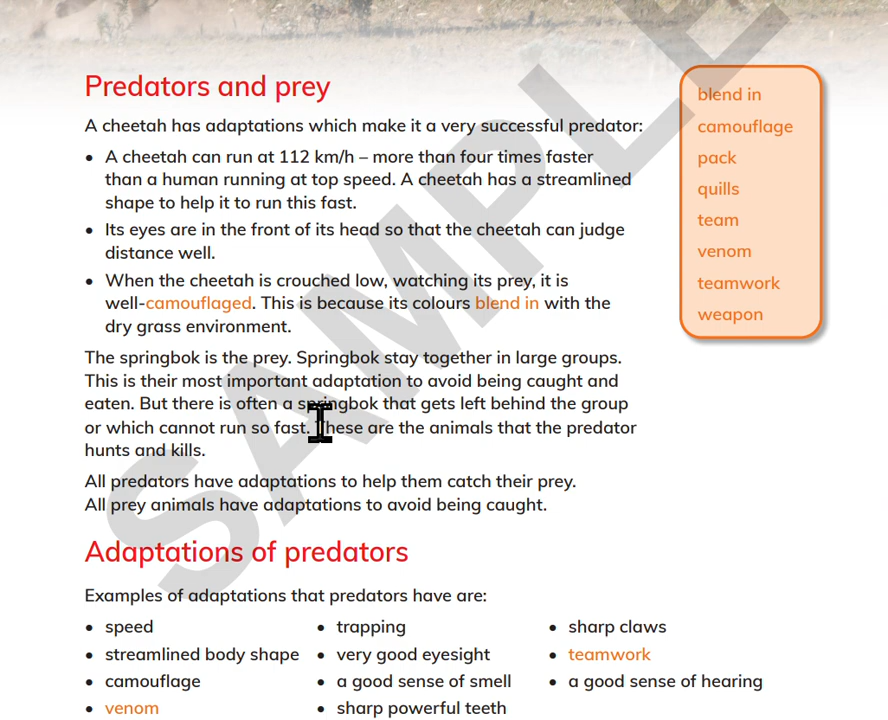 Predators and prey
A cheetah has adaptations which make it a very successful predator:
• A cheetah can run at 112 km/h – more than four times faster
than a human running at top speed. A cheetah has a streamlined
shape to help it to run this fast.
• Its eyes are in the front of its head so that the cheetah can judge
distance well.
• When the cheetah is crouched low, watching its prey, it is
well-camouflaged. This is because its colours blend in with the
dry grass environment.
The springbok is the prey. Springbok stay together in large groups.
This is their most important adaptation to avoid being caught and
eaten. But there is often a springbok that gets left behind the group
or which cannot run so fast. These are the animals that the predator
hunts and kills.
All predators have adaptations to help them catch their prey.
All prey animals have adaptations to avoid being caught.
blend in
camouflage
pack
quills
team
venom
teamwork
weapon
Adaptations of predators
Examples of adaptations that predators have are:
• speed
• streamlined body shape
• camouflage
• venom
• trapping
• very good eyesight
• a good sense of smell
• sharp powerful teeth
• sharp claws
• teamwork
• a good sense of hearing
SAMPLE